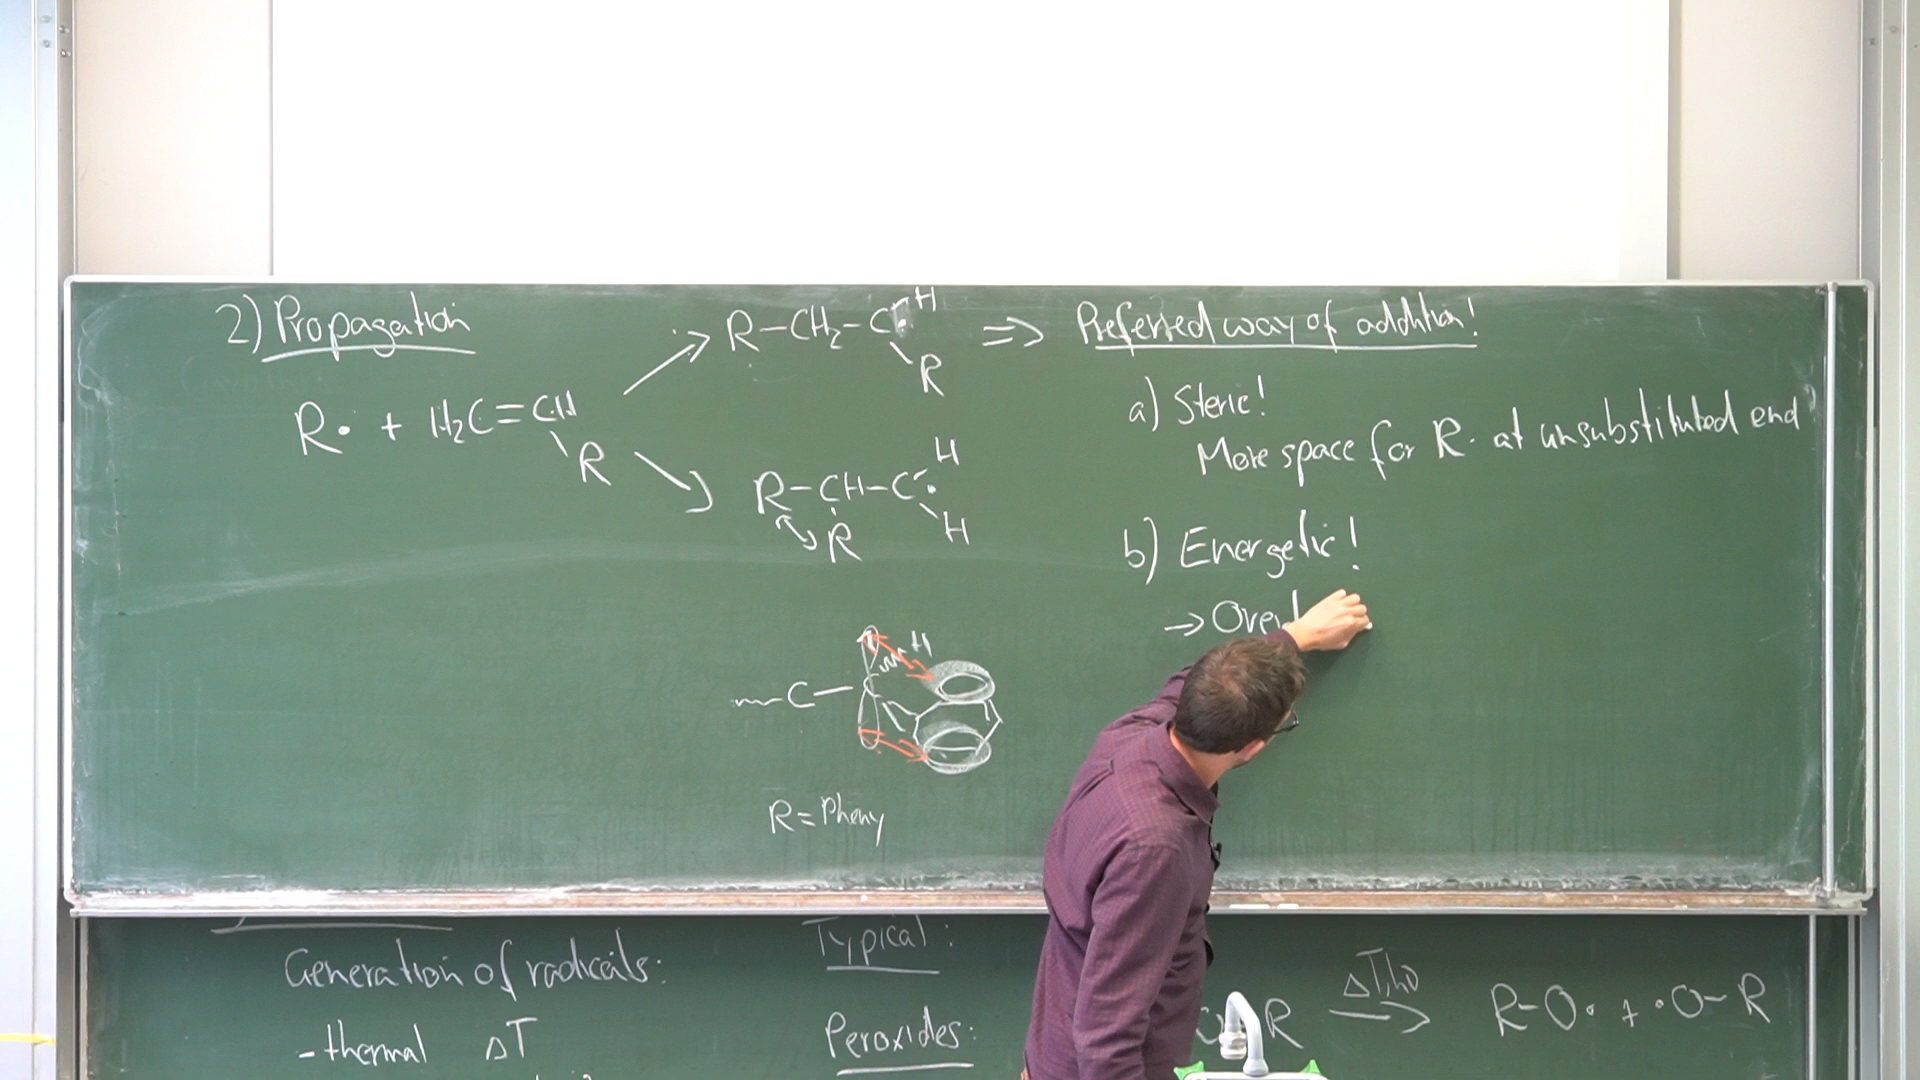 2) Propagation
R· + H₂C=CH
R
R-CH₂-C· H
R
=> Preferred way of addition!
a) Steric!
More space for R· at unsubstituted end
R-CH-C· H
R
H
b) Energetic!
→ Over
C-C H
R=Pheny
Generation of radicals:
- thermal ΔT
Typical:
Peroxides:
R ΔT, hν R-O· + ·O-R